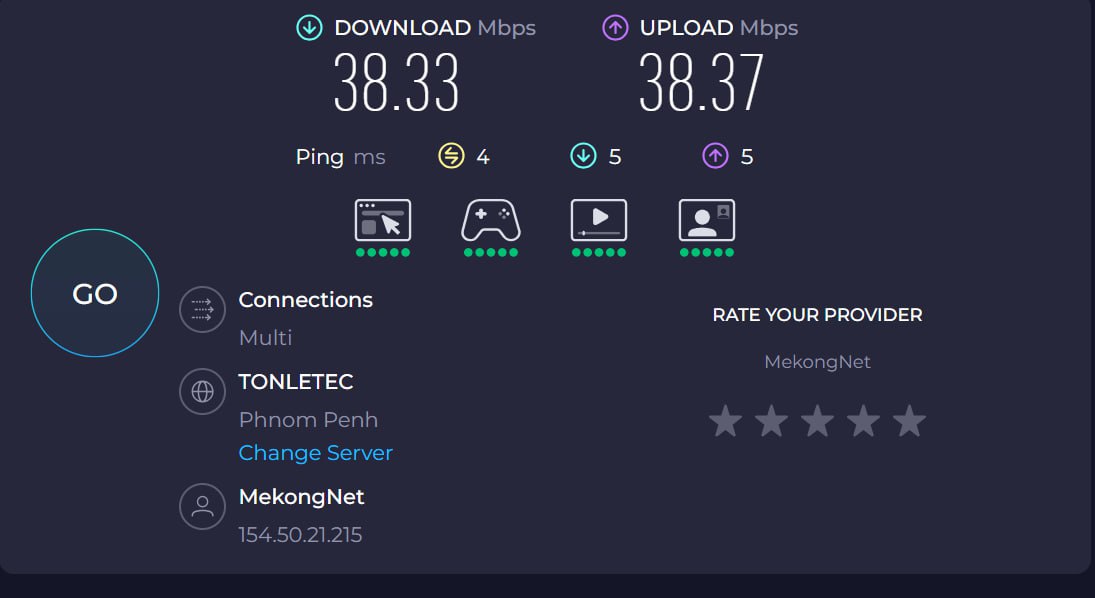 DOWNLOAD Mbps
38.33
UPLOAD Mbps
38.37
Ping ms 4 5 5
GO
Connections
Multi
TONLETEC
Phnom Penh
Change Server
MekongNet
154.50.21.215
RATE YOUR PROVIDER
MekongNet